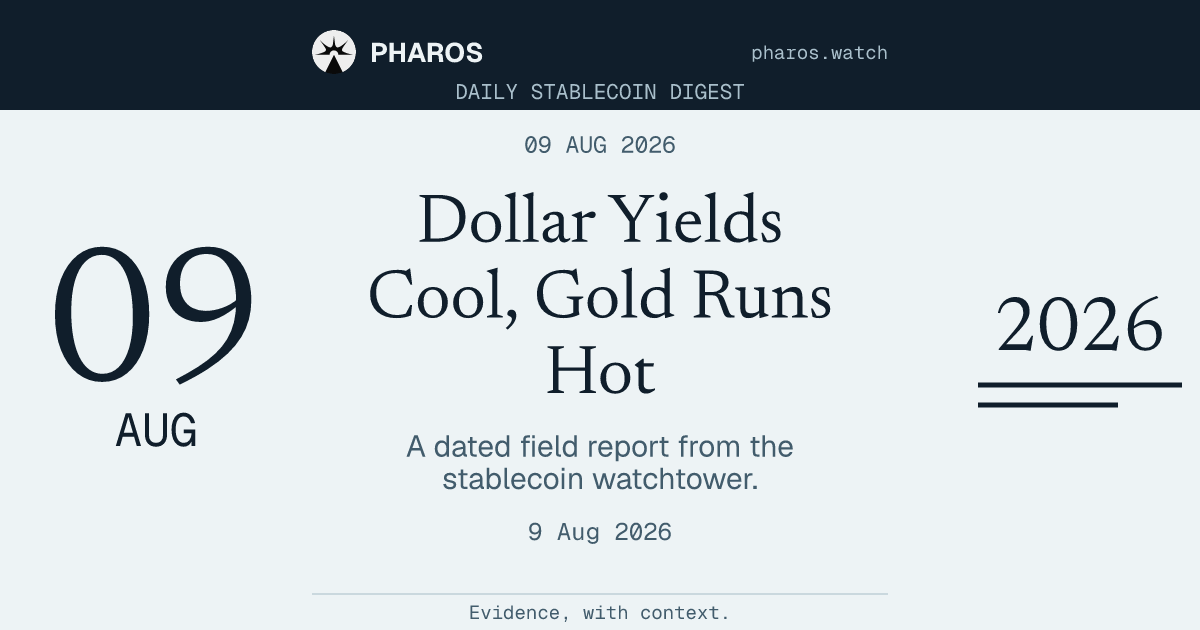 PHAROS
pharos.watch
DAILY STABLECOIN DIGEST
09 AUG 2026
Dollar Yields
Cool, Gold Runs
Hot
09
AUG
2026
A dated field report from the
stablecoin watchtower.
9 Aug 2026
Evidence, with context.